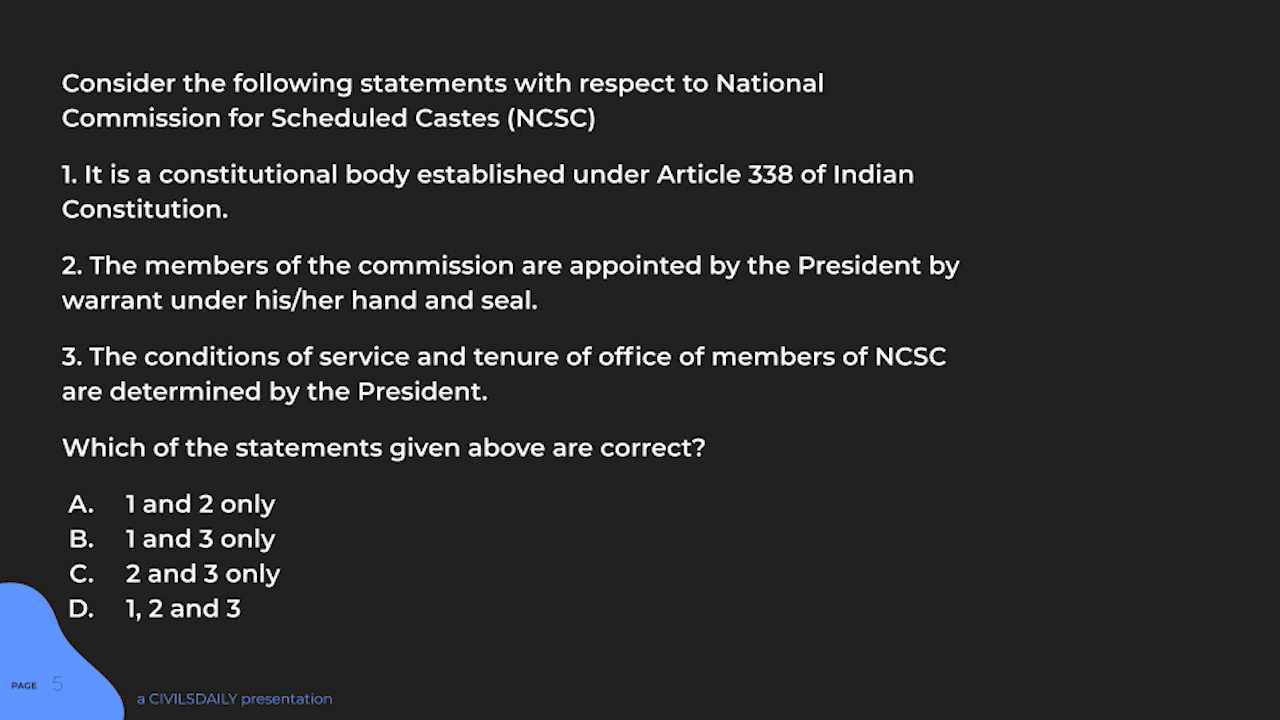 Consider the following statements with respect to National
Commission for Scheduled Castes (NCSC)
1. It is a constitutional body established under Article 338 of Indian
Constitution.
2. The members of the commission are appointed by the President by
warrant under his/her hand and seal.
3. The conditions of service and tenure of office of members of NCSC
are determined by the President.
Which of the statements given above are correct?
A. 1 and 2 only
B. 1 and 3 only
C. 2 and 3 only
D. 1, 2 and 3
PAGE 5
a CIVILSDAILY presentation